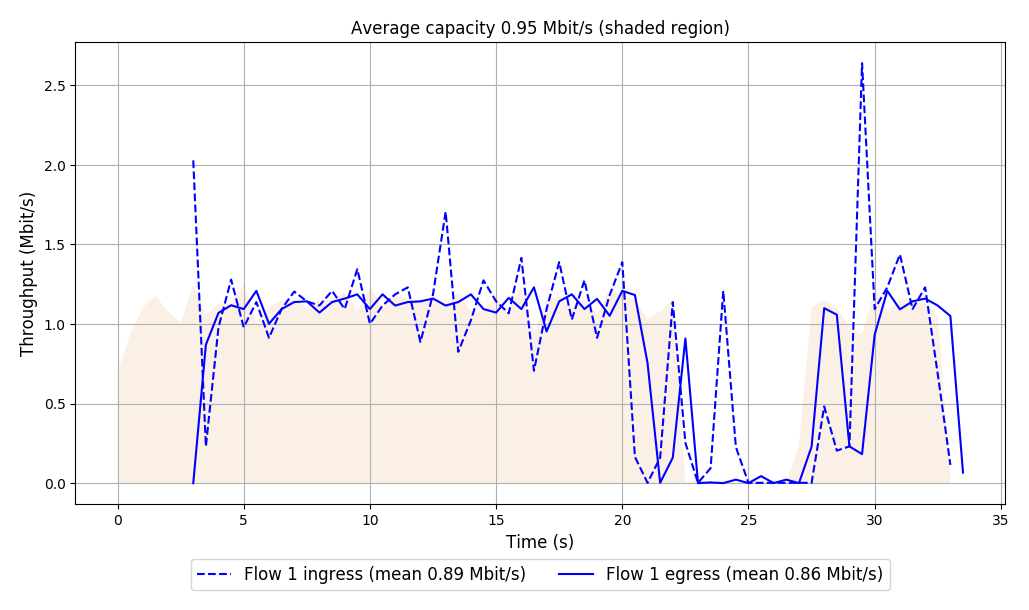 Average capacity 0.95 Mbit/s (shaded region)
Throughput (Mbit/s)
2.5
2.0
1.5
1.0
0.5
0.0
0 5 10 15 20 25 30 35
Time (s)
Flow 1 ingress (mean 0.89 Mbit/s) Flow 1 egress (mean 0.86 Mbit/s)